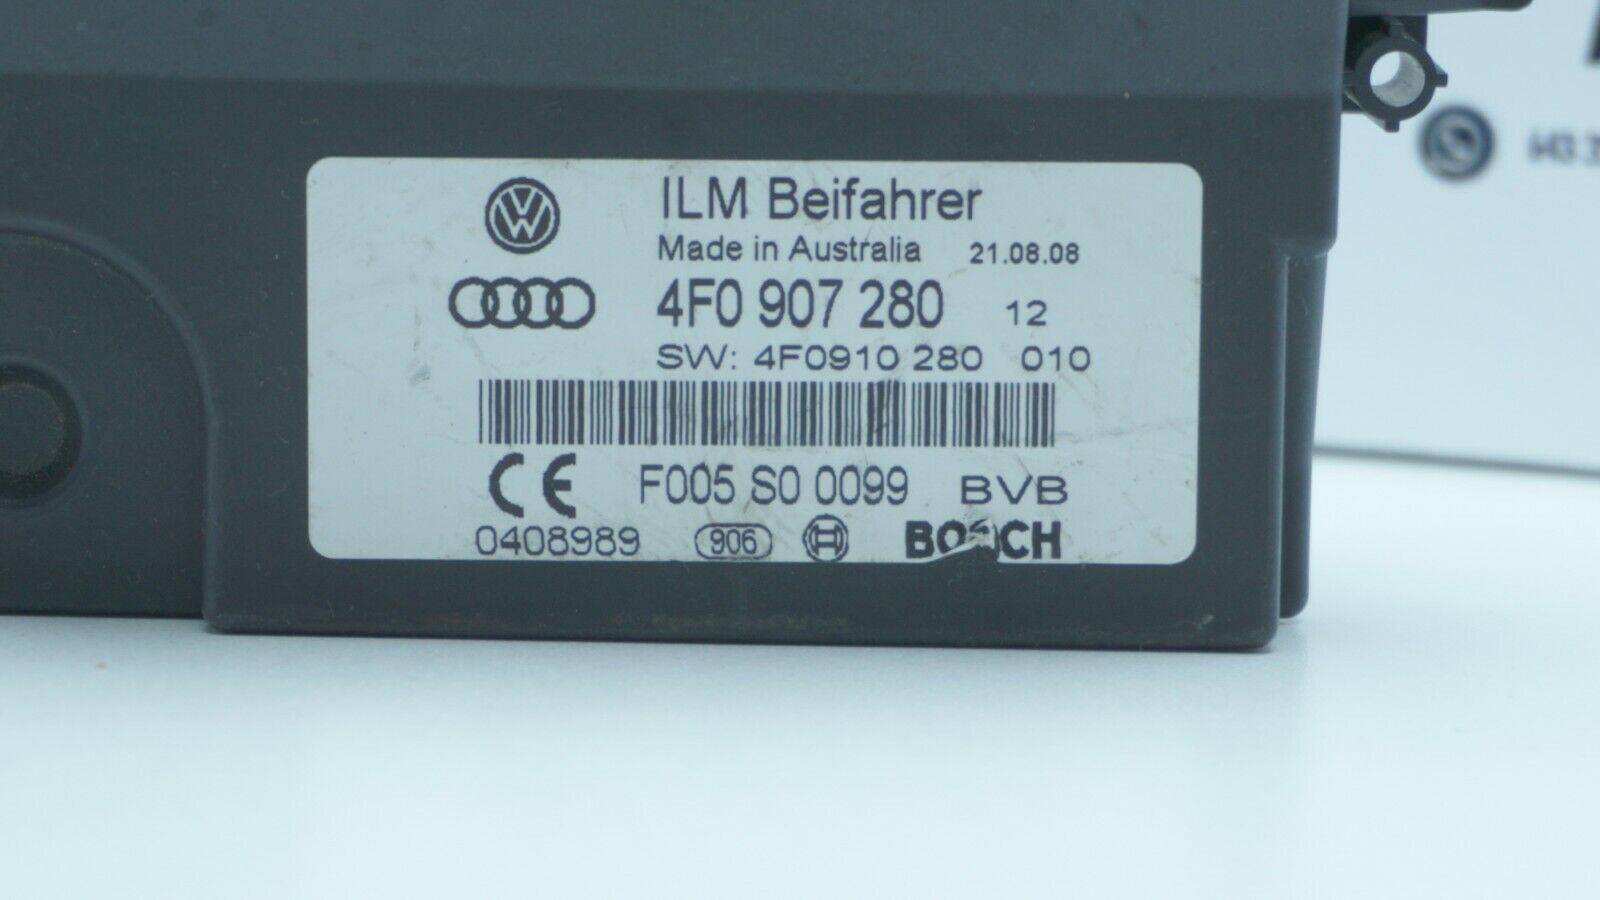 ILM Beifahrer
Made in Australia 21.08.08
4F0 907 280 12
SW: 4F0910 280 010
CE F005 S0 0099 BVB
0408989 906 BOSCH